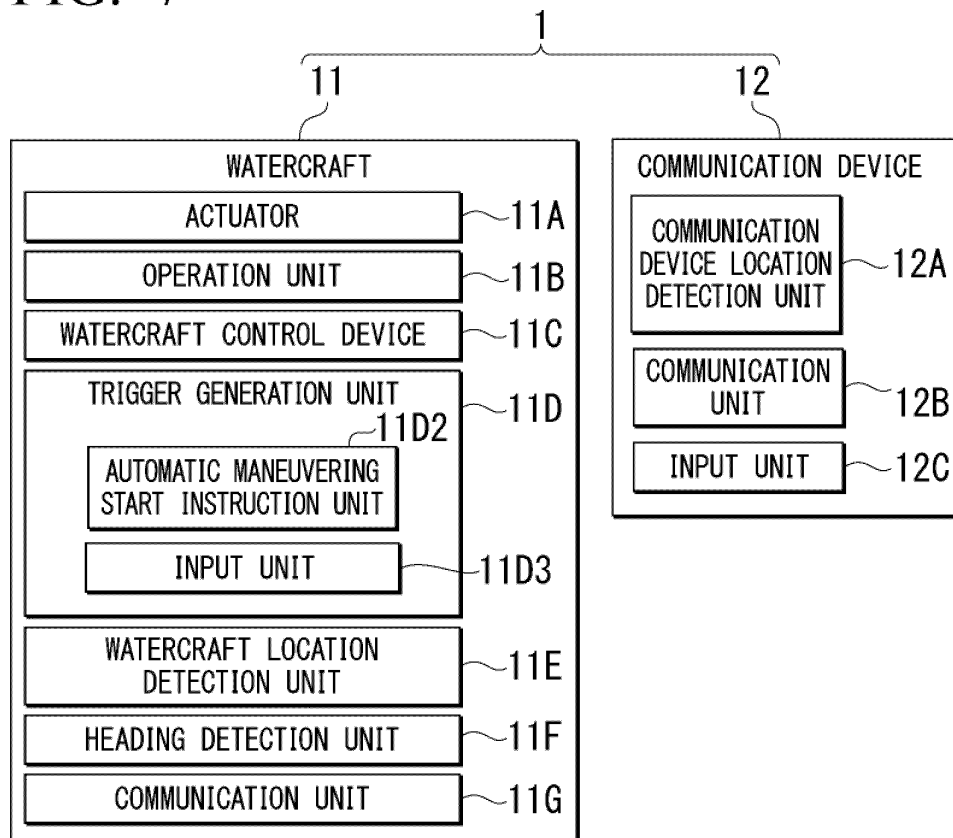 1
11
12
WATERCRAFT
ACTUATOR
11A
OPERATION UNIT
11B
WATERCRAFT CONTROL DEVICE
11C
TRIGGER GENERATION UNIT
11D
11D2
AUTOMATIC MANEUVERING
START INSTRUCTION UNIT
INPUT UNIT
11D3
WATERCRAFT LOCATION
DETECTION UNIT
11E
HEADING DETECTION UNIT
11F
COMMUNICATION UNIT
11G
COMMUNICATION DEVICE
COMMUNICATION
DEVICE LOCATION
DETECTION UNIT
12A
COMMUNICATION
UNIT
12B
INPUT UNIT
12C